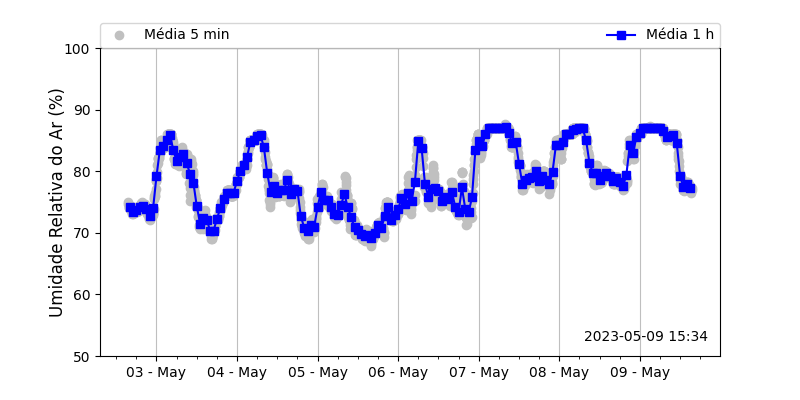 Média 5 min
Média 1 h
Umidade Relativa do Ar (%)
100
90
80
70
60
50
2023-05-09 15:34
03 - May
04 - May
05 - May
06 - May
07 - May
08 - May
09 - May